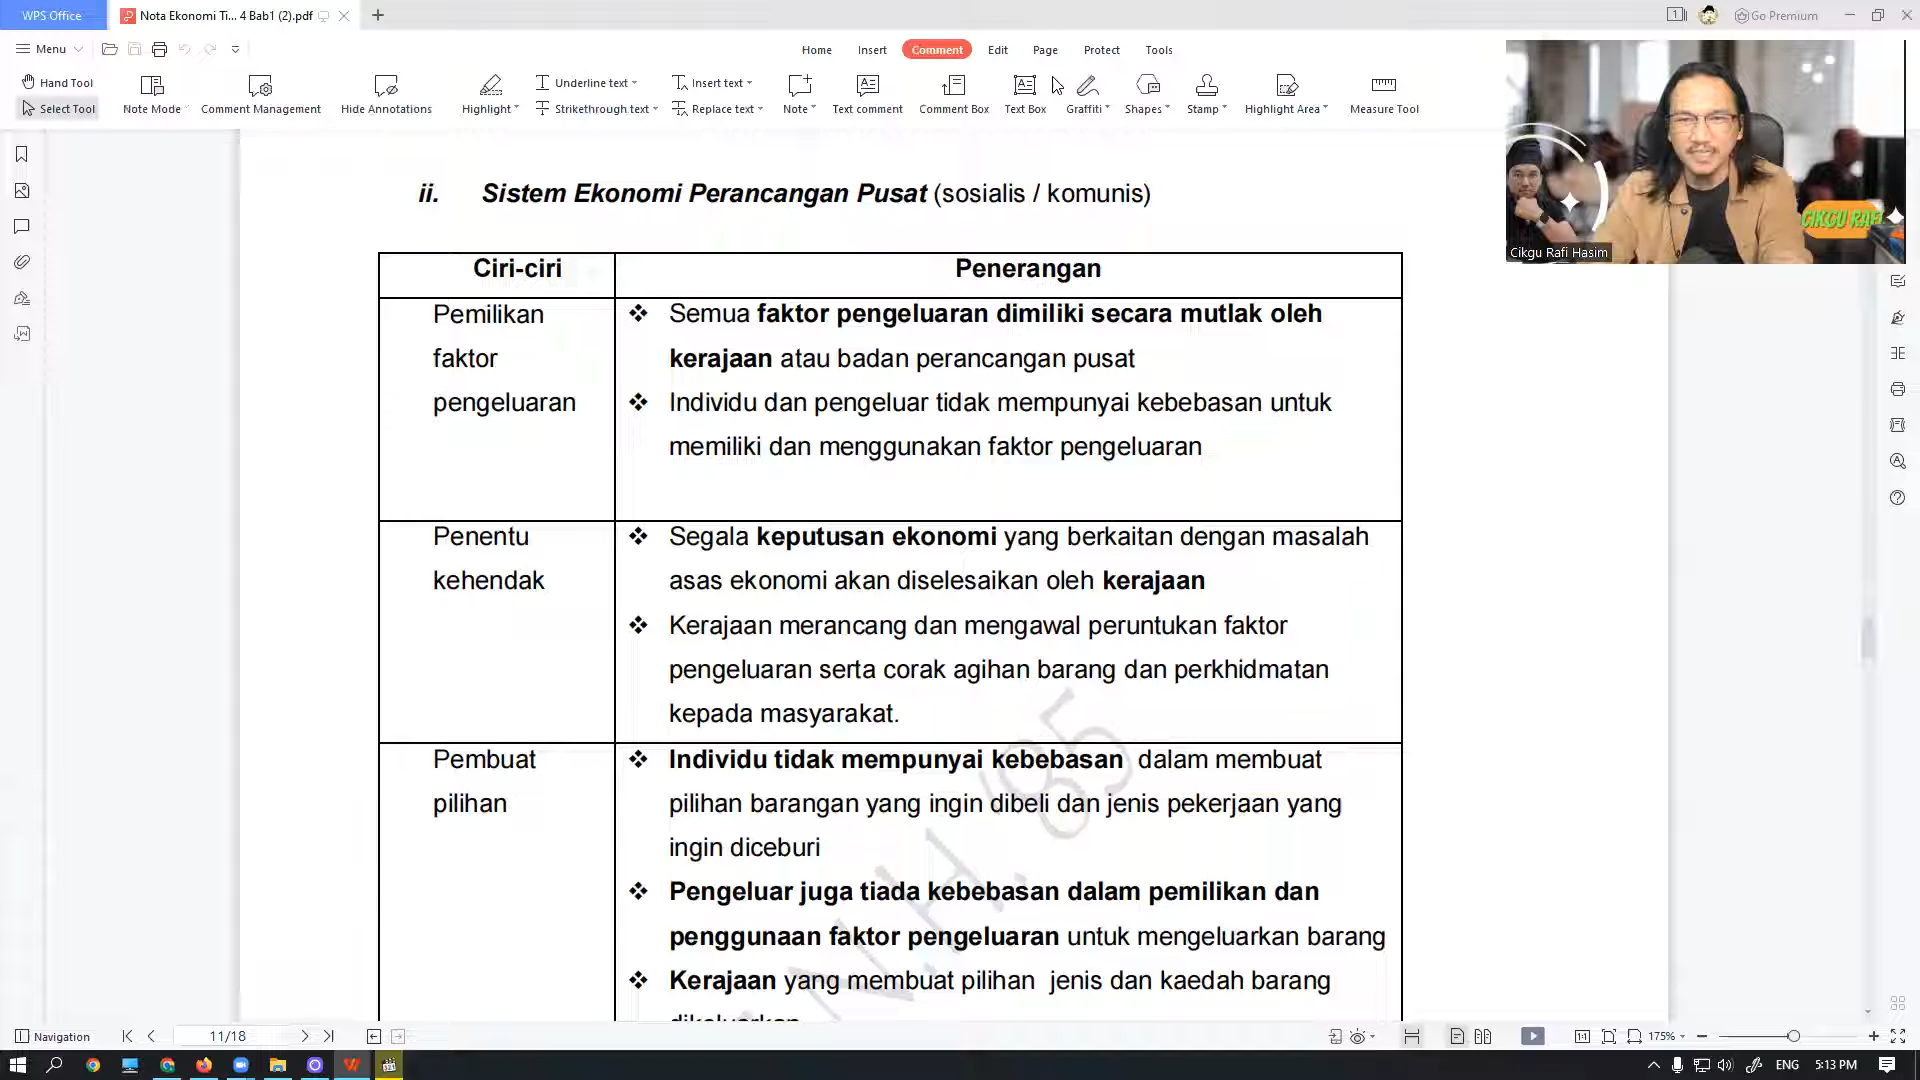 WPS Office
Nota Ekonomi Ti... 4 Bab1 (2).pdf
1
Go Premium
Menu
Home Insert Comment Edit Page Protect Tools
Hand Tool
Select Tool
Note Mode
Comment Management
Hide Annotations
Highlight
Underline text
Strikethrough text
Insert text
Replace text
Note
Text comment
Comment Box
Text Box
Graffiti
Shapes
Stamp
Highlight Area
Measure Tool
CIKGU RAFI
Cikgu Rafi Hasim
ii. Sistem Ekonomi Perancangan Pusat (sosialis / komunis)
Ciri-ciri
Penerangan
Pemilikan
faktor
pengeluaran
❖ Semua faktor pengeluaran dimiliki secara mutlak oleh
kerajaan atau badan perancangan pusat
❖ Individu dan pengeluar tidak mempunyai kebebasan untuk
memiliki dan menggunakan faktor pengeluaran
Penentu
kehendak
❖ Segala keputusan ekonomi yang berkaitan dengan masalah
asas ekonomi akan diselesaikan oleh kerajaan
❖ Kerajaan merancang dan mengawal peruntukan faktor
pengeluaran serta corak agihan barang dan perkhidmatan
kepada masyarakat.
Pembuat
pilihan
❖ Individu tidak mempunyai kebebasan dalam membuat
pilihan barangan yang ingin dibeli dan jenis pekerjaan yang
ingin diceburi
❖ Pengeluar juga tiada kebebasan dalam pemilikan dan
penggunaan faktor pengeluaran untuk mengeluarkan barang
❖ Kerajaan yang membuat pilihan jenis dan kaedah barang
dikeluarkan
Navigation
11/18
175%
ENG
5:13 PM